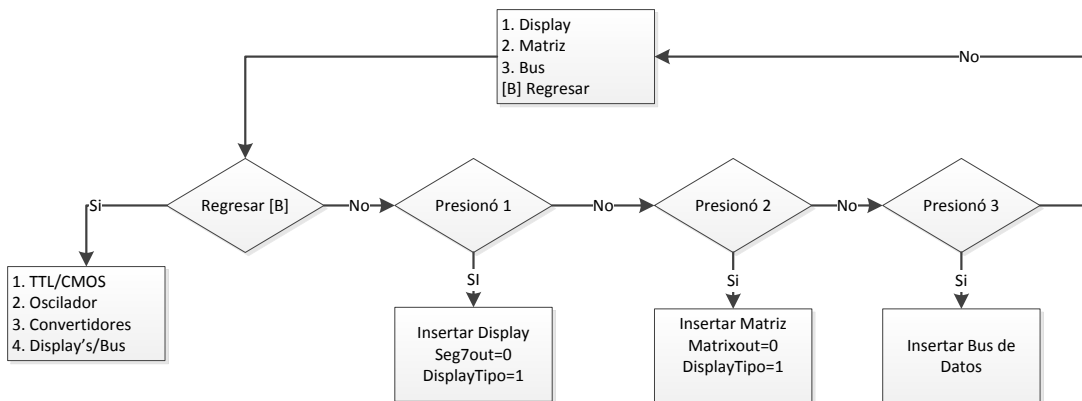 1. Display
2. Matriz
3. Bus
[B] Regresar
No
Si
Regresar [B]
No
Presionó 1
No
Presionó 2
No
Presionó 3
1. TTL/CMOS
2. Oscilador
3. Convertidores
4. Display's/Bus
SI
Si
Si
Insertar Display
Seg7out=0
DisplayTipo=1
Insertar Matriz
Matrixout=0
DisplayTipo=1
Insertar Bus de
Datos